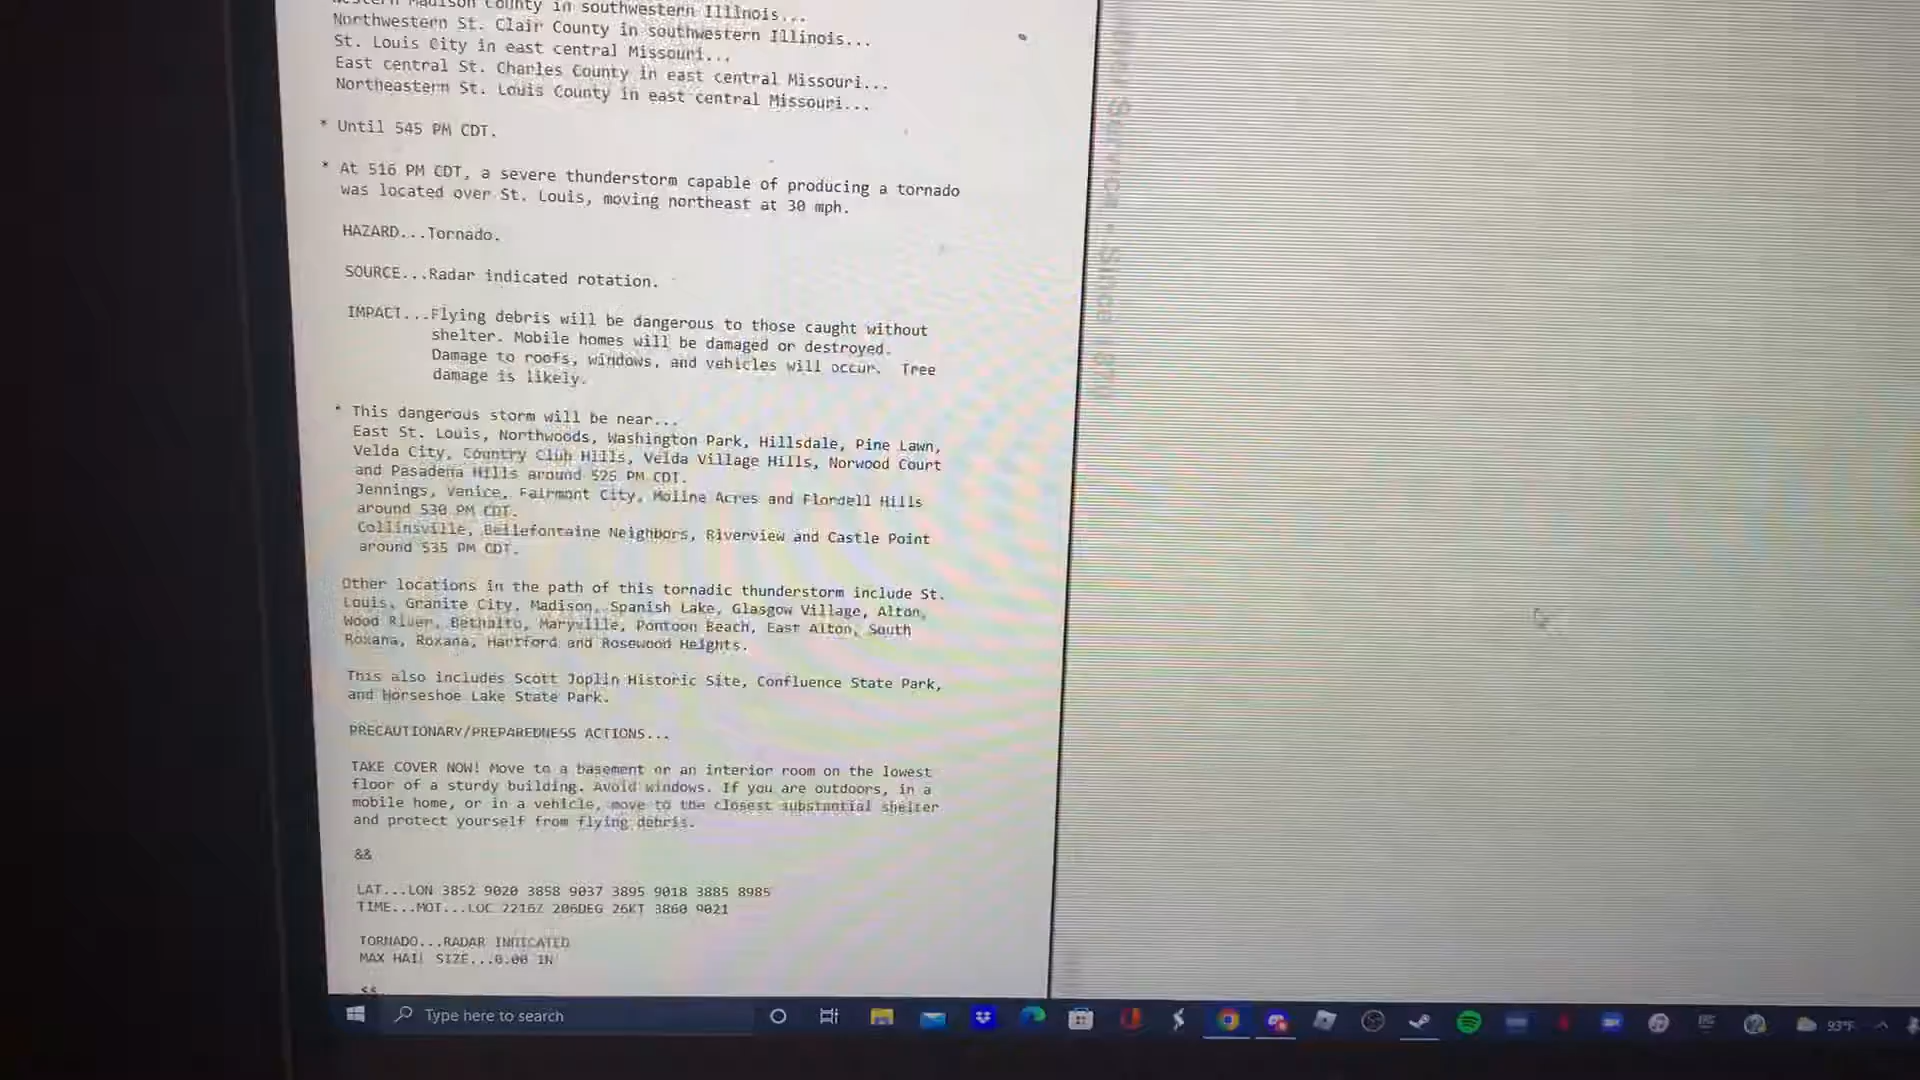 Western Madison County in southwestern Illinois...
Northwestern St. Clair County in southwestern Illinois...
St. Louis City in east central Missouri...
East central St. Charles County in east central Missouri...
Northeastern St. Louis County in east central Missouri...
* Until 545 PM CDT.
* At 516 PM CDT, a severe thunderstorm capable of producing a tornado
was located over St. Louis, moving northeast at 30 mph.
HAZARD...Tornado.
SOURCE...Radar indicated rotation.
IMPACT...Flying debris will be dangerous to those caught without
shelter. Mobile homes will be damaged or destroyed.
Damage to roofs, windows, and vehicles will occur. Tree
damage is likely.
* This dangerous storm will be near...
East St. Louis, Northwoods, Washington Park, Hillsdale, Pine Lawn,
Velda City, Country Club Hills, Velda Village Hills, Norwood Court
and Pasadena Hills around 525 PM CDT.
Jennings, Venice, Fairmont City, Moline Acres and Flordell Hills
around 530 PM CDT.
Collinsville, Bellefontaine Neighbors, Riverview and Castle Point
around 535 PM CDT.
Other locations in the path of this tornadic thunderstorm include St.
Louis, Granite City, Madison, Spanish Lake, Glasgow Village, Alton,
Wood River, Bethalto, Maryville, Pontoon Beach, East Alton, South
Roxana, Roxana, Hartford and Rosewood Heights.
This also includes Scott Joplin Historic Site, Confluence State Park,
and Horseshoe Lake State Park.
PRECAUTIONARY/PREPAREDNESS ACTIONS...
TAKE COVER NOW! Move to a basement or an interior room on the lowest
floor of a sturdy building. Avoid windows. If you are outdoors, in a
mobile home, or in a vehicle, move to the closest substantial shelter
and protect yourself from flying debris.
&&
LAT...LON 3852 9020 3858 9037 3895 9018 3885 8985
TIME...MOT...LOC 2216Z 206DEG 26KT 3860 9021
TORNADO...RADAR INDICATED
MAX HAIL SIZE...0.00 IN
Service • Since 1870
Type here to search
93°F